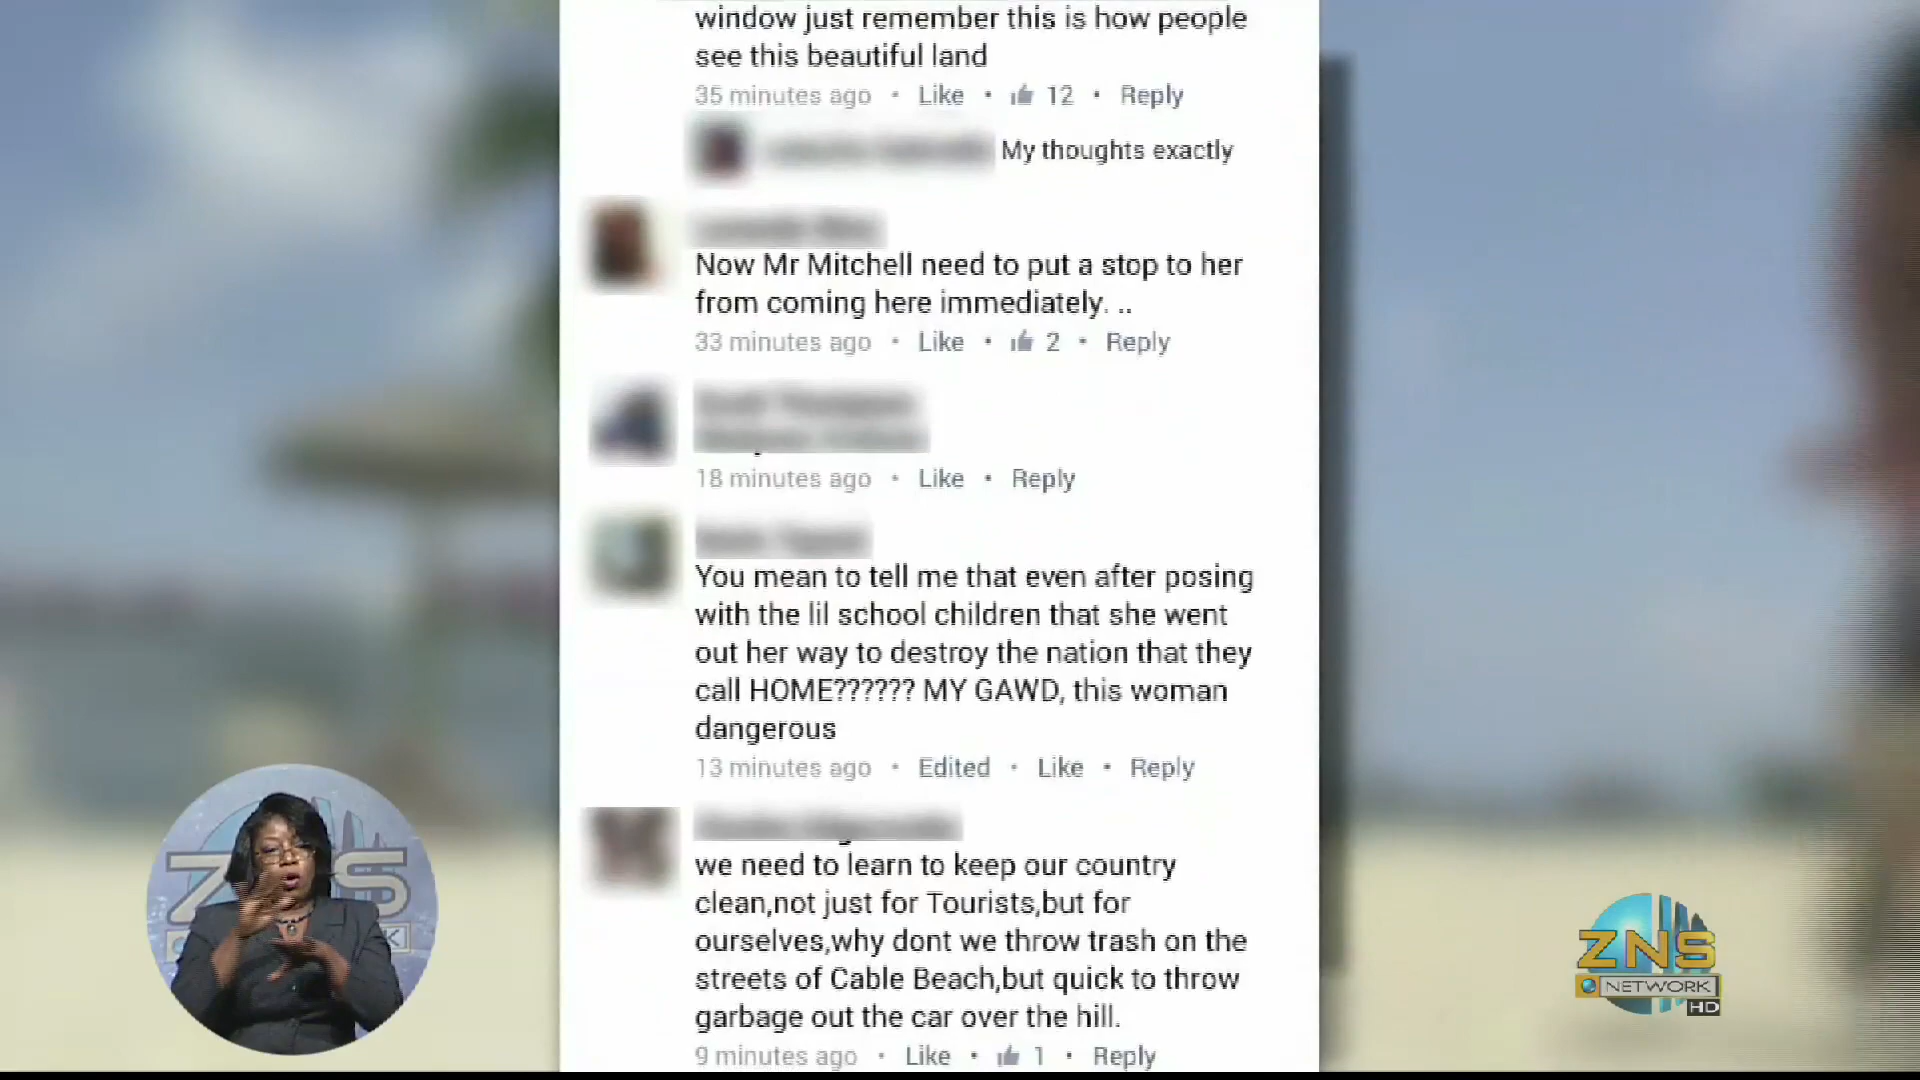 window just remember this is how people
see this beautiful land
35 minutes ago • Like • 12 • Reply
My thoughts exactly
Now Mr Mitchell need to put a stop to her
from coming here immediately. ..
33 minutes ago • Like • 2 • Reply
18 minutes ago • Like • Reply
You mean to tell me that even after posing
with the lil school children that she went
out her way to destroy the nation that they
call HOME?????? MY GAWD, this woman
dangerous
13 minutes ago • Edited • Like • Reply
we need to learn to keep our country
clean,not just for Tourists,but for
ourselves,why dont we throw trash on the
streets of Cable Beach,but quick to throw
garbage out the car over the hill.
9 minutes ago • Like • 1 • Reply
ZNS
ZNS
NETWORK
HD